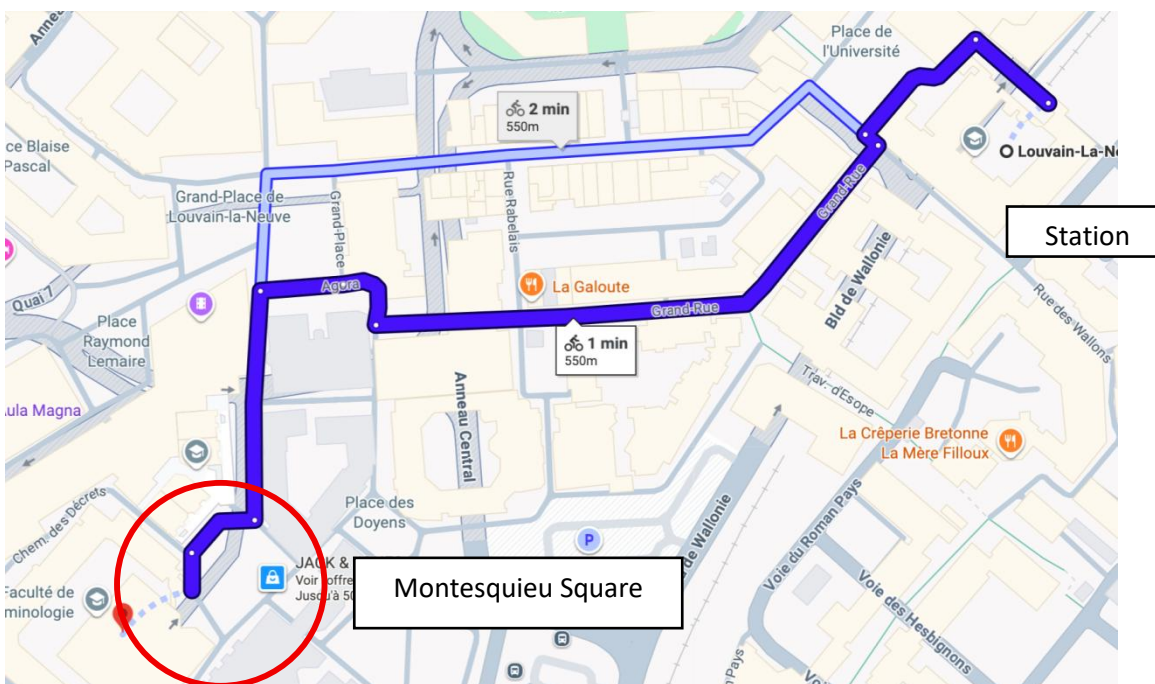 Place de
l'Université
2 min
550m
Louvain-La-Ne
Station
ce Blaise
Pascal
Grand-Place de
Louvain-la-Neuve
Grand-Place
Rue Rabelais
Grand-Rue
Bld de Wallonie
Rue des Wallons
Agora
La Galoute
Grand-Rue
1 min
550m
Quai 7
Place
Raymond
Lemaire
Aula Magna
Anneau Central
Trav. d'Esope
La Crêperie Bretonne
La Mère Filloux
Place des
Doyens
P
Chem. des Décrets
JACK &
Voir l'offre
Jusqu'à 50
Montesquieu Square
de Wallonie
Voie du Roman Pays
Voie des Hesbignons
Faculté de
minologie
Pays